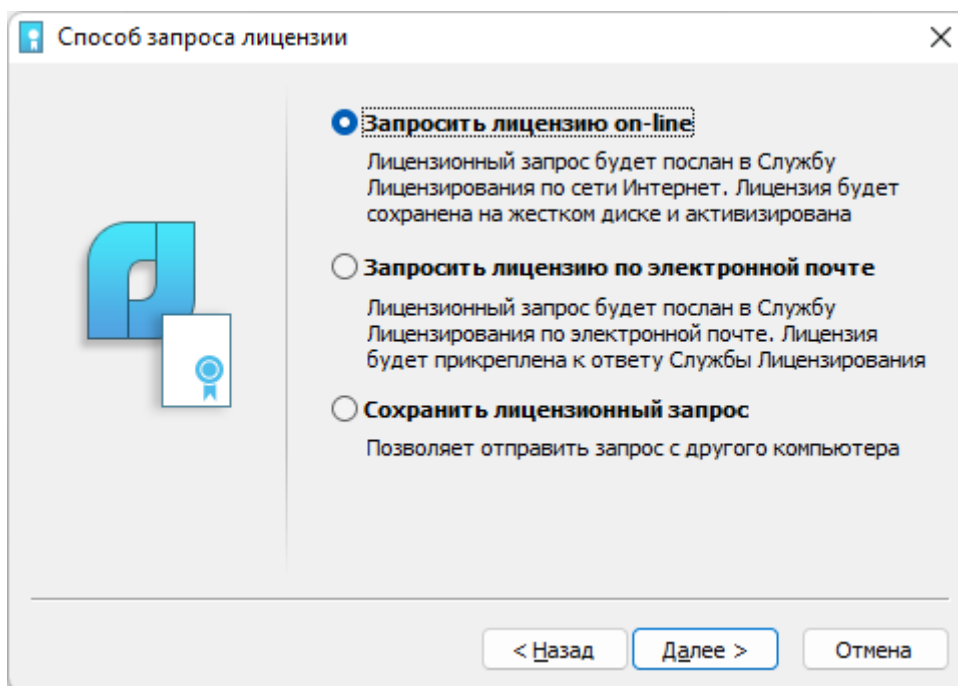 Способ запроса лицензии
Запросить лицензию on-line
Лицензионный запрос будет послан в Службу
Лицензирования по сети Интернет. Лицензия будет
сохранена на жестком диске и активизирована
Запросить лицензию по электронной почте
Лицензионный запрос будет послан в Службу
Лицензирования по электронной почте. Лицензия
будет прикреплена к ответу Службы Лицензирования
Сохранить лицензионный запрос
Позволяет отправить запрос с другого компьютера
< Назад Далее > Отмена